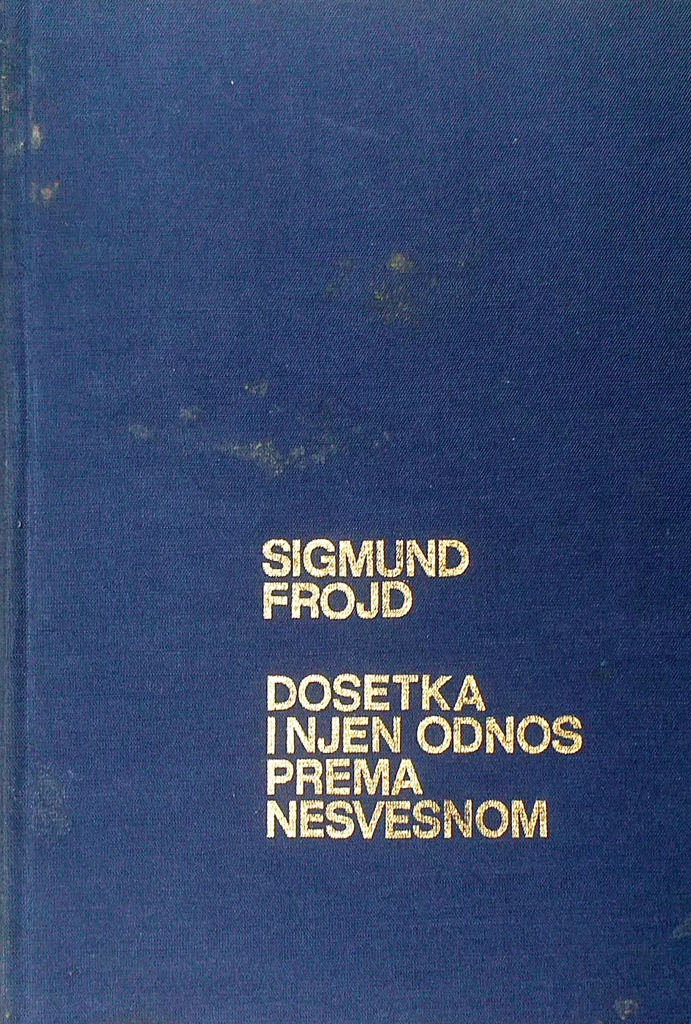 SIGMUND
FROJD
DOSETKA
I NJEN ODNOS
PREMA
NESVESNOM